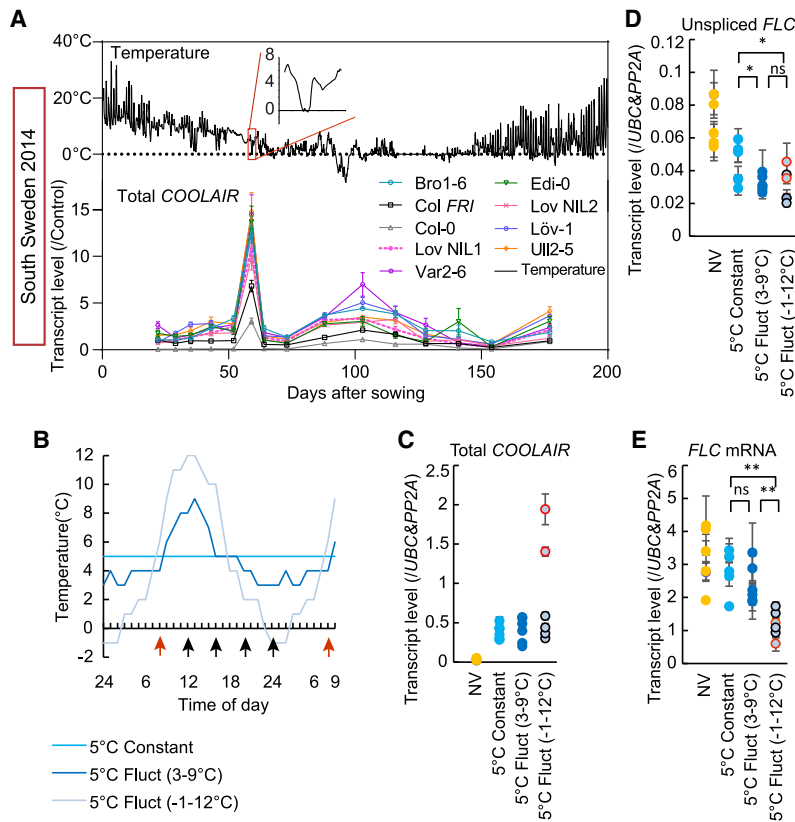 A
South Sweden 2014
40°C
20°C
0°C
Temperature
8
6
4
2
0
Total COOLAIR
Transcript level (/Control)
15
10
5
0
Bro1-6
Col FRI
Col-0
Lov NIL1
Var2-6
Edi-0
Lov NIL2
Löv-1
Ull2-5
Temperature
0
50
100
150
200
Days after sowing
B
Temperature(°C)
12
10
8
6
4
2
0
-2
24
6
12
18
24
6 9
Time of day
5°C Constant
5°C Fluct (3-9°C)
5°C Fluct (-1-12°C)
C
Total COOLAIR
Transcript level (/UBC&PP2A)
2.5
2
1.5
1
0.5
0
NV
5°C Constant
5°C Fluct (3-9°C)
5°C Fluct (-1-12°C)
D
Unspliced FLC
Transcript level (/UBC&PP2A)
0.12
0.1
0.08
0.06
0.04
0.02
0
*
* ns
NV
5°C Constant
5°C Fluct (3-9°C)
5°C Fluct (-1-12°C)
E
FLC mRNA
Transcript level (/UBC&PP2A)
6
5
4
3
2
1
0
**
ns **
NV
5°C Constant
5°C Fluct (3-9°C)
5°C Fluct (-1-12°C)